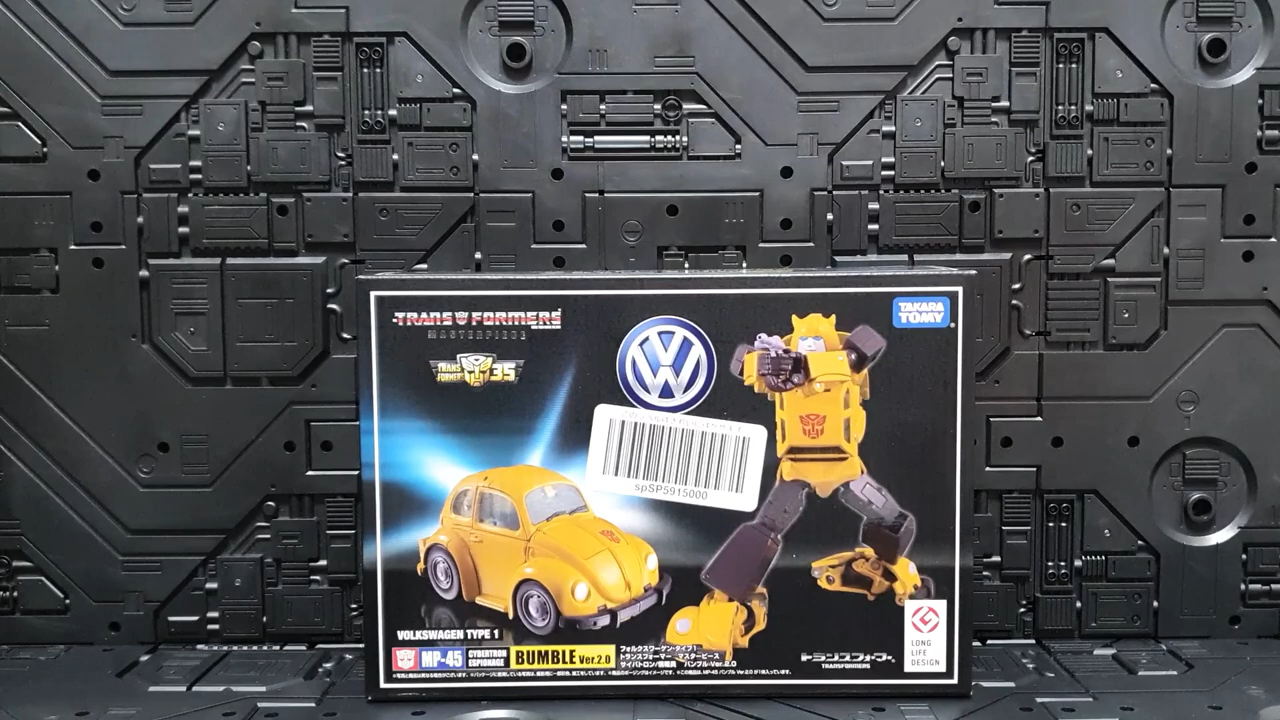 TRANSFORMERS
MASTERPIECE
TRANSFORMERS 35
TAKARA
TOMY
VW
spSP5915000
VOLKSWAGEN TYPE 1
MP-45
CYBERTRON
ESPIONAGE
BUMBLE Ver.2.0
フォルクスワーゲン・タイプ1
トランスフォーマー マスターピース
サイバトロン/情報員 バンブル Ver.2.0
トランスフォーマー
TRANSFORMERS
LONG
LIFE
DESIGN